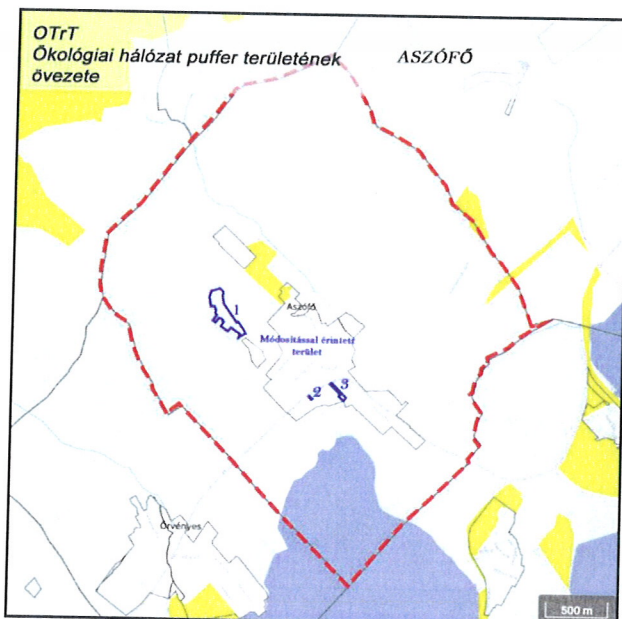 OTrT
Ökológiai hálózat puffer területének
övezete
ASZÓFŐ
1
Aszófő
Módosítással érintett
terület
2
3
Örvényes
500 m